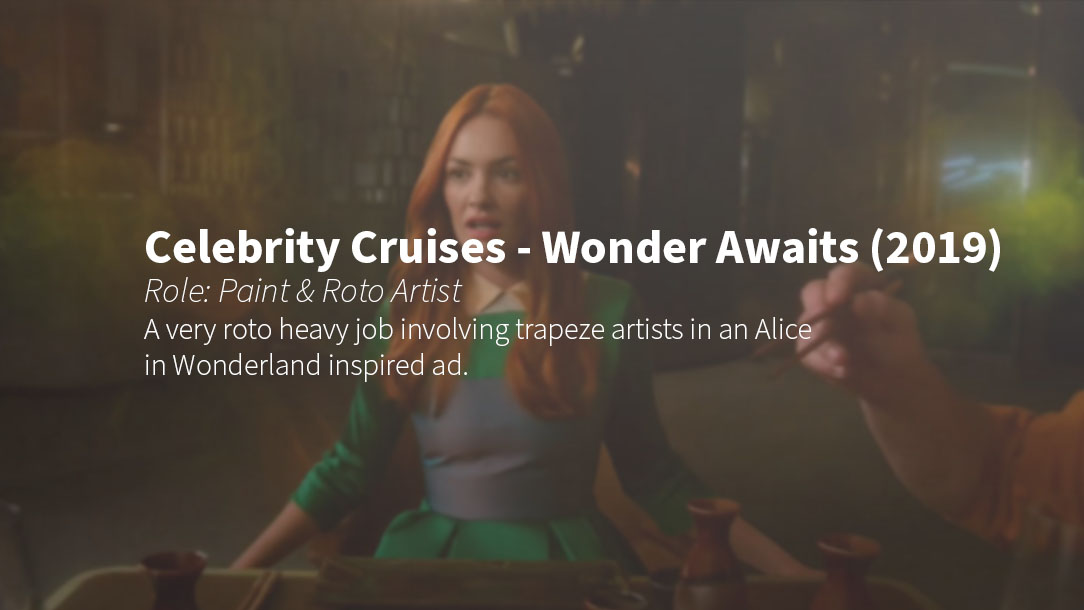 Celebrity Cruises - Wonder Awaits (2019)
Role: Paint & Roto Artist
A very roto heavy job involving trapeze artists in an Alice
in Wonderland inspired ad.